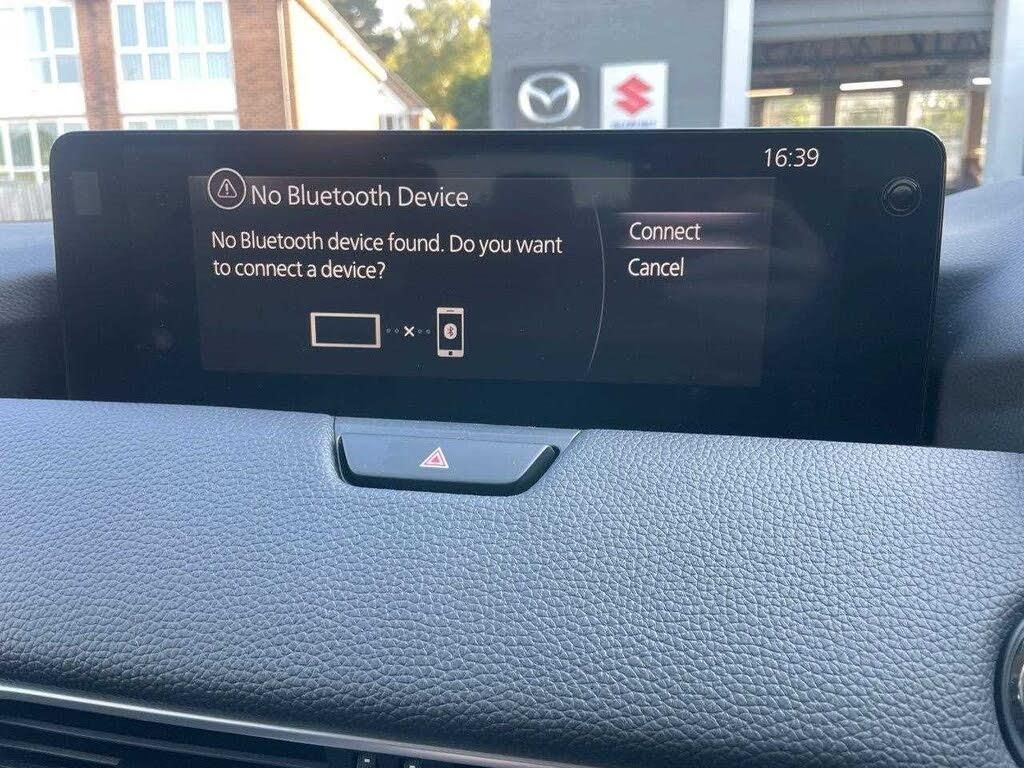 16:39
No Bluetooth Device
No Bluetooth device found. Do you want
to connect a device?
Connect
Cancel